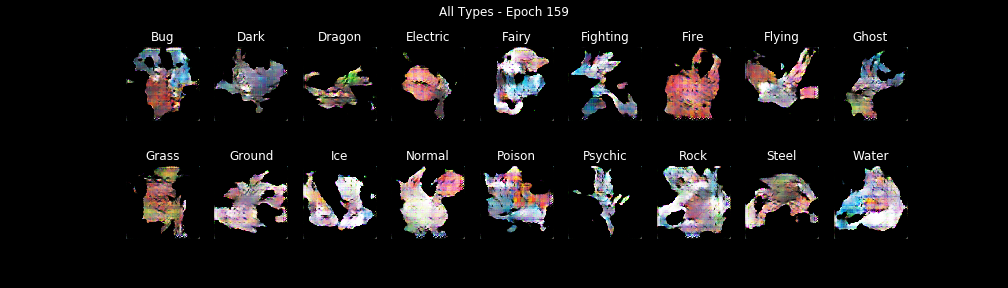 All Types - Epoch 159
Bug Dark Dragon Electric Fairy Fighting Fire Flying Ghost
Grass Ground Ice Normal Poison Psychic Rock Steel Water